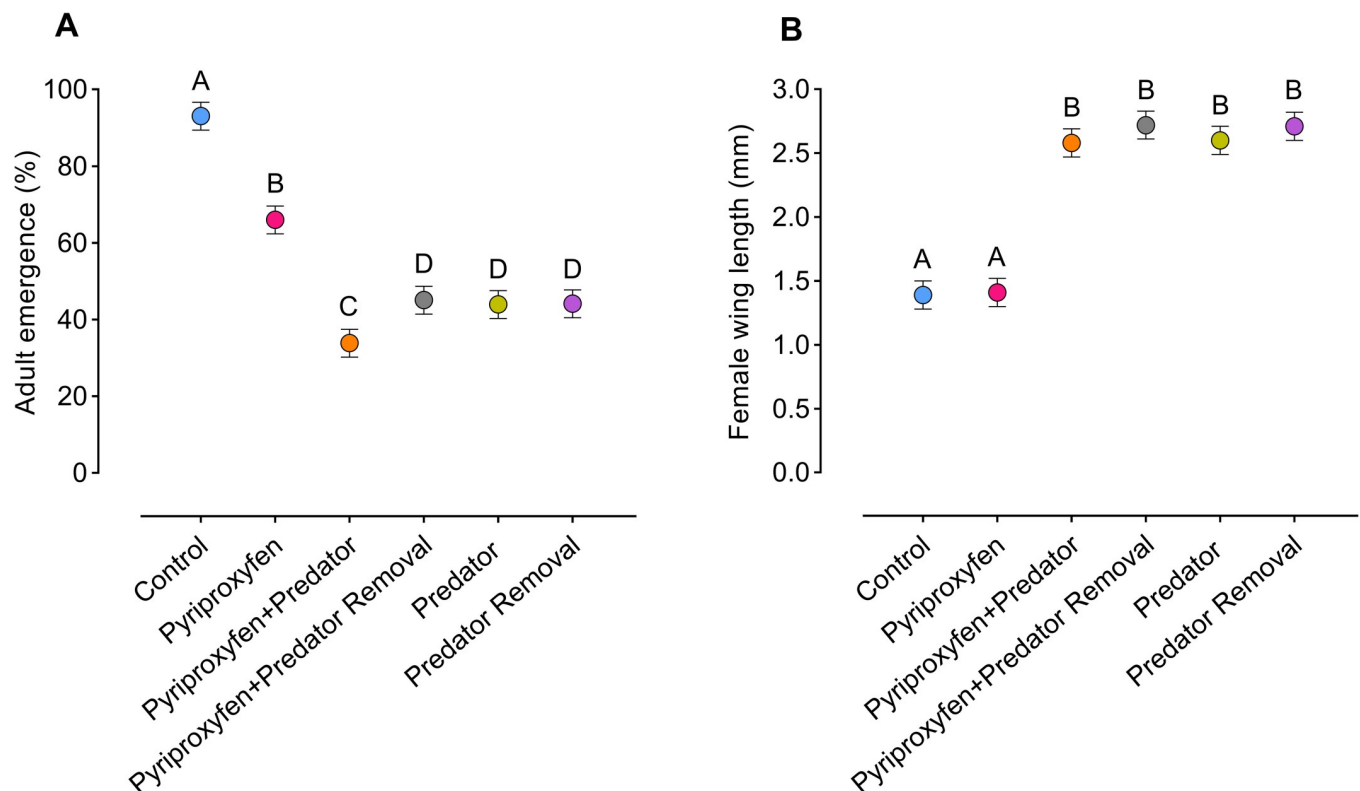 A
Adult emergence (%)
100
80
60
40
20
0
A
B
C
D
D
D
Control
Pyriproxyfen
Pyriproxyfen+Predator
Pyriproxyfen+Predator Removal
Predator
Predator Removal
B
Female wing length (mm)
3.0
2.5
2.0
1.5
1.0
0.5
0.0
A
A
B
B
B
B
Control
Pyriproxyfen
Pyriproxyfen+Predator
Pyriproxyfen+Predator Removal
Predator
Predator Removal